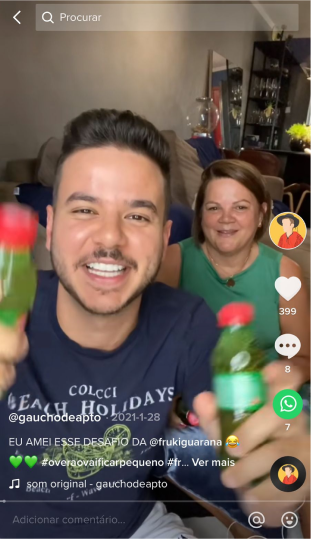 Procurar
COLCCI
BEACH HOLIDAYS
399
8
7
@gauchodeapto · 2021-1-28
EU AMEI ESSE DESAFIO DA @frukiguarana 😂
💚💚 #overaovaificarpequeno #fr... Ver mais
som original - gauchodeapto
Adicionar comentário...